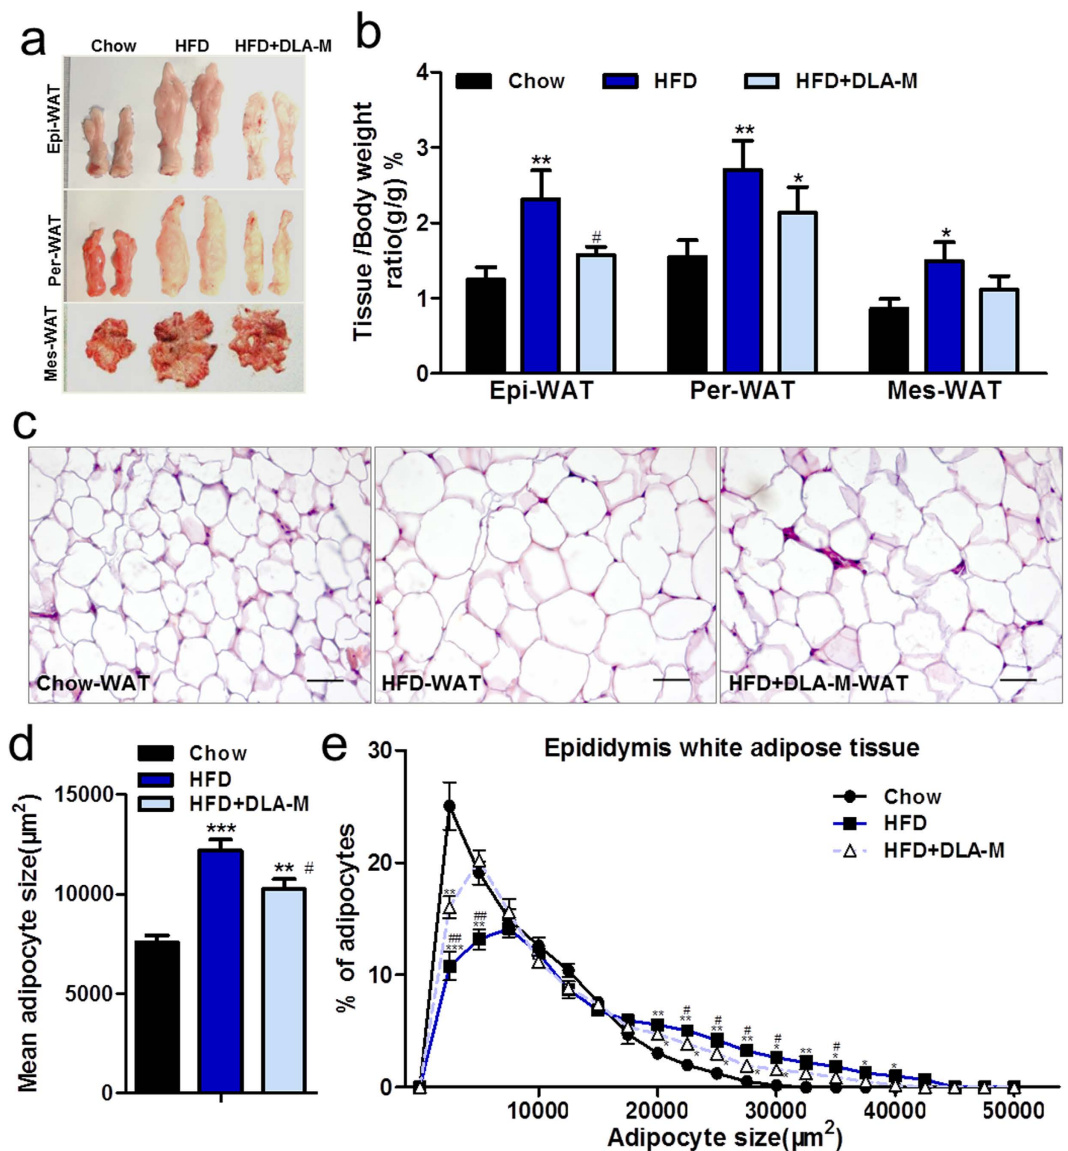 a
Chow HFD HFD+DLA-M
Epi-WAT
Per-WAT
Mes-WAT
b
Chow HFD HFD+DLA-M
Tissue /Body weight
ratio(g/g) %
4
3
2
1
0
** # ** * *
Epi-WAT Per-WAT Mes-WAT
c
Chow-WAT HFD-WAT HFD+DLA-M-WAT
d
Chow
HFD
HFD+DLA-M
Mean adipocyte size(µm²)
15000
10000
5000
0
*** ** #
e
Epididymis white adipose tissue
Chow
HFD
HFD+DLA-M
% of adipocytes
30
20
10
0
10000 20000 30000 40000 50000
Adipocyte size(µm²)